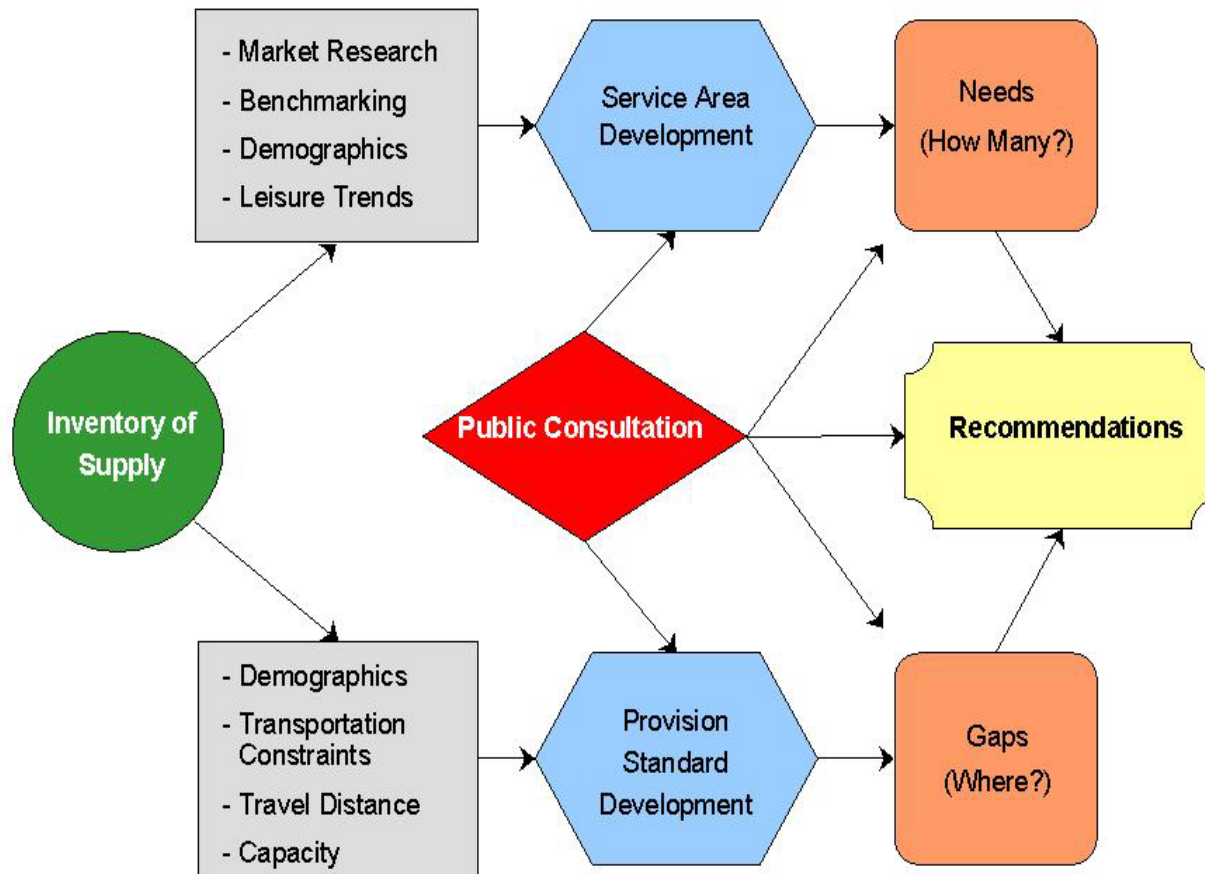 - Market Research
- Benchmarking
- Demographics
- Leisure Trends
Service Area
Development
Needs
(How Many?)
Inventory of
Supply
Public Consultation
Recommendations
- Demographics
- Transportation
Constraints
- Travel Distance
- Capacity
Provision
Standard
Development
Gaps
(Where?)